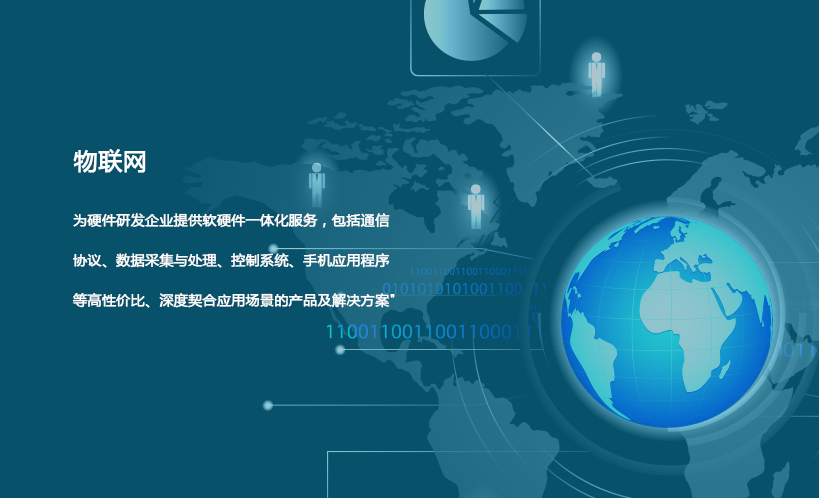 物联网
为硬件研发企业提供软硬件一体化服务，包括通信
协议、数据采集与处理、控制系统、手机应用程序
等高性价比、深度契合应用场景的产品及解决方案"